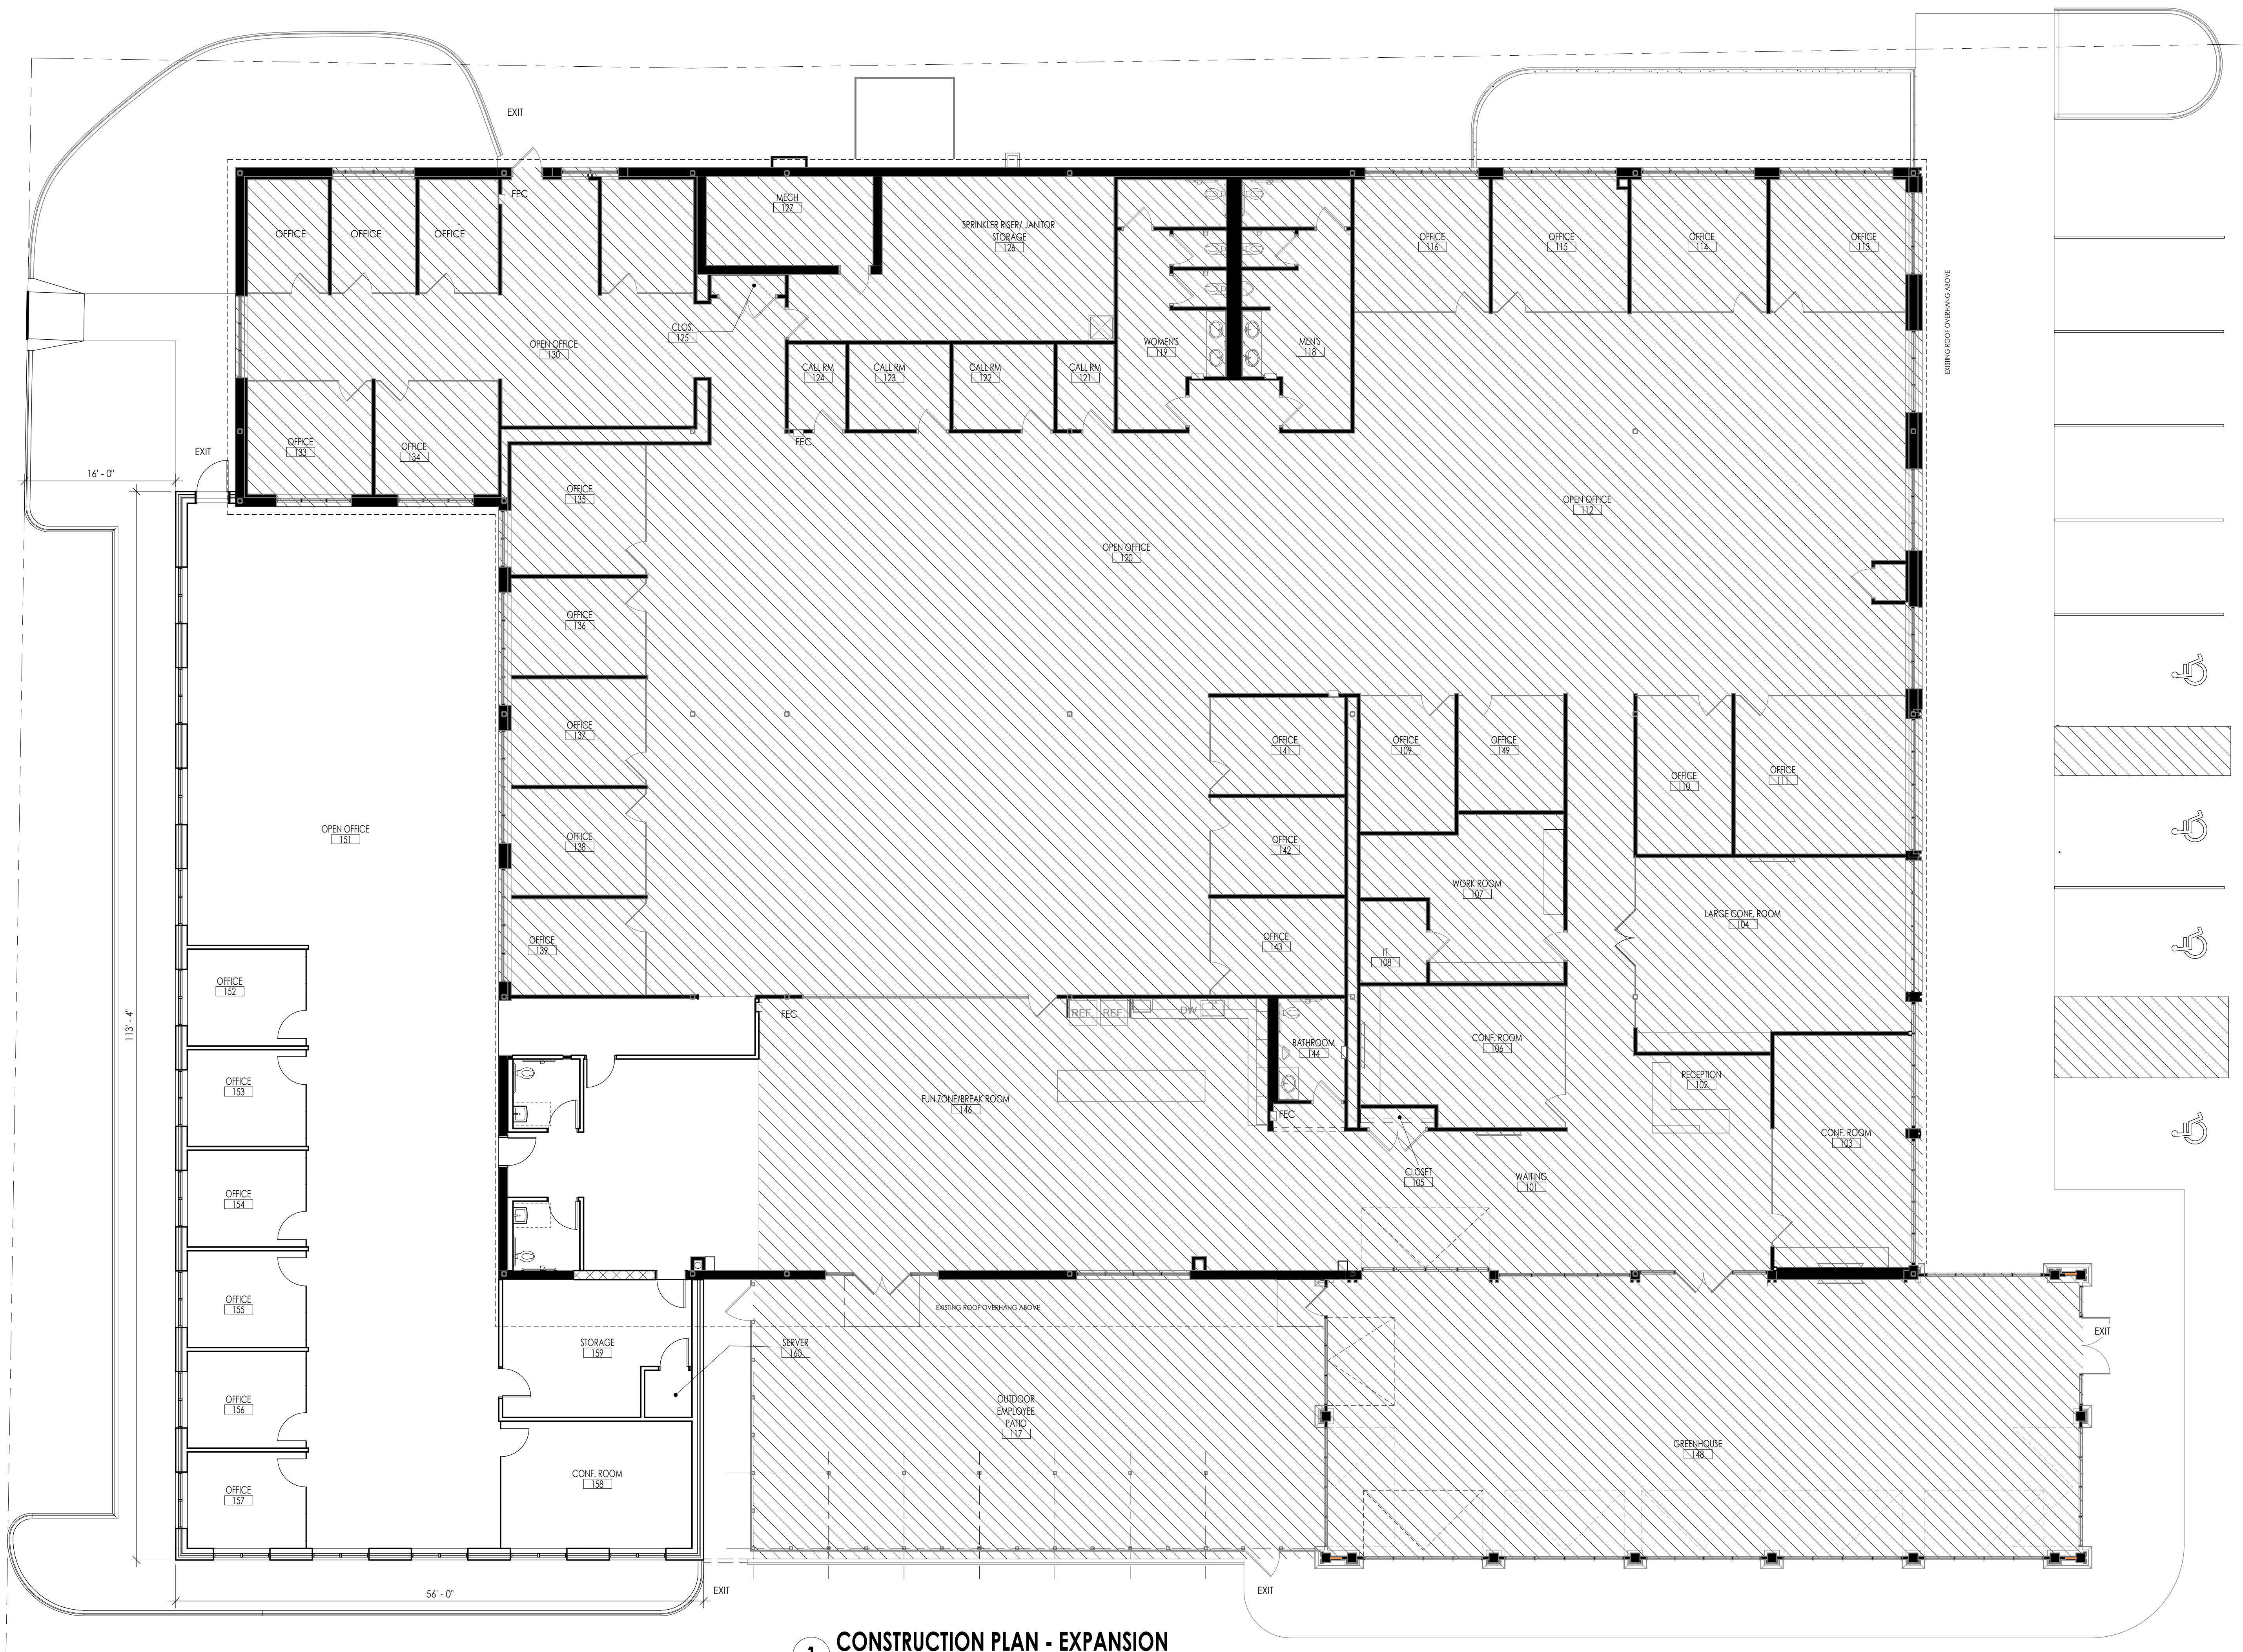 EXIT
FEC
MECH
127
SPRINKLER RISER/ JANITOR
STORAGE
126
OFFICE
OFFICE
OFFICE
OFFICE
116
OFFICE
115
OFFICE
114
OFFICE
113
EXISTING ROOF OVERHANG ABOVE
CLOS.
125
OPEN OFFICE
130
WOMEN'S
119
MEN'S
118
CALL RM
124
CALL RM
123
CALL RM
122
CALL RM
121
FEC
OFFICE
133
OFFICE
134
EXIT
16' - 0"
OFFICE
135
OPEN OFFICE
112
OPEN OFFICE
120
OFFICE
136
OFFICE
137
OFFICE
141
OFFICE
109
OFFICE
149
OFFICE
110
OFFICE
111
OPEN OFFICE
151
OFFICE
138
OFFICE
142
WORK ROOM
107
LARGE CONF. ROOM
104
OFFICE
139
OFFICE
143
IT
108
OFFICE
152
113' - 4"
FEC
REF.
REF.
DW
BATHROOM
144
CONF. ROOM
106
RECEPTION
102
OFFICE
153
FUN ZONE/BREAK ROOM
146
FEC
CONF. ROOM
103
CLOSET
105
WAITING
101
OFFICE
154
OFFICE
155
EXISTING ROOF OVERHANG ABOVE
STORAGE
159
SERVER
160
EXIT
OFFICE
156
OUTDOOR
EMPLOYEE
PATIO
117
GREENHOUSE
148
CONF. ROOM
158
OFFICE
157
56' - 0"
EXIT
EXIT
1
CONSTRUCTION PLAN - EXPANSION